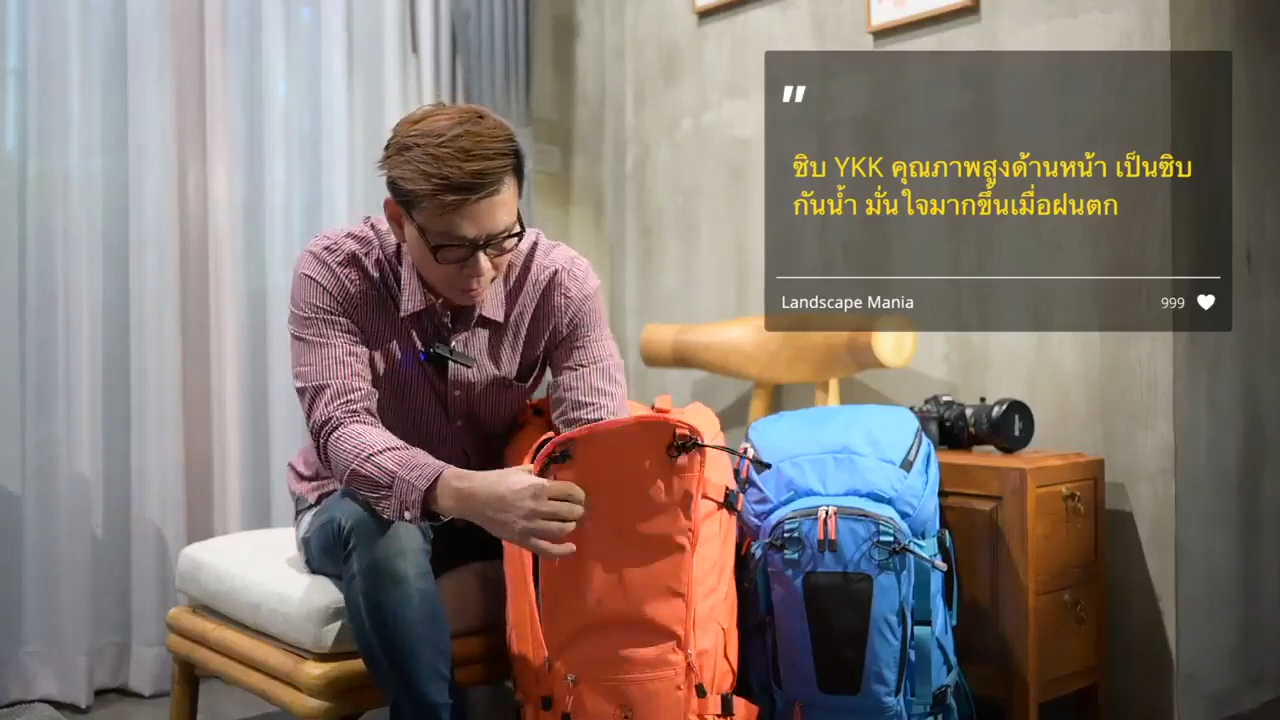 "
ซิบ YKK คุณภาพสูงด้านหน้า เป็นซิบ
กันน้ำ มั่นใจมากขึ้นเมื่อฝนตก
Landscape Mania 999